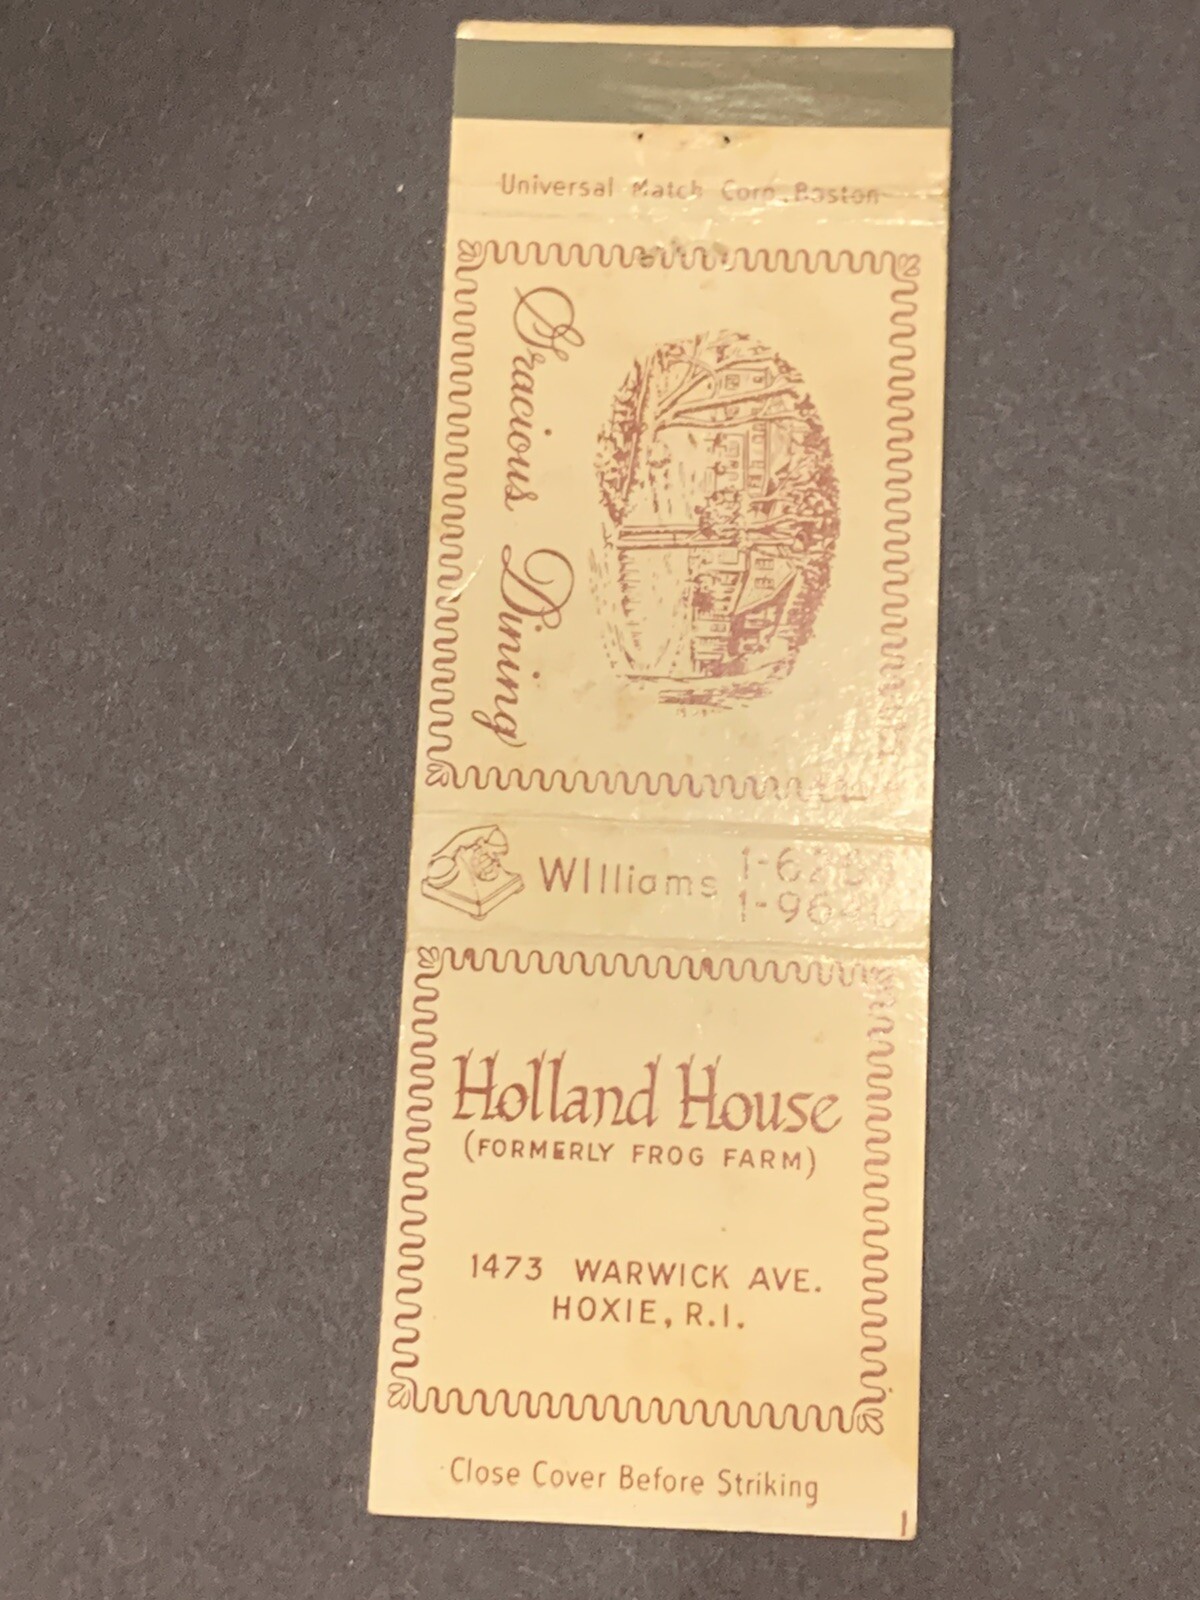 Universal Match Corp., Boston
Gracious Dining
WIlliams
Holland House
(FORMERLY FROG FARM)
1473 WARWICK AVE.
HOXIE, R.I.
Close Cover Before Striking